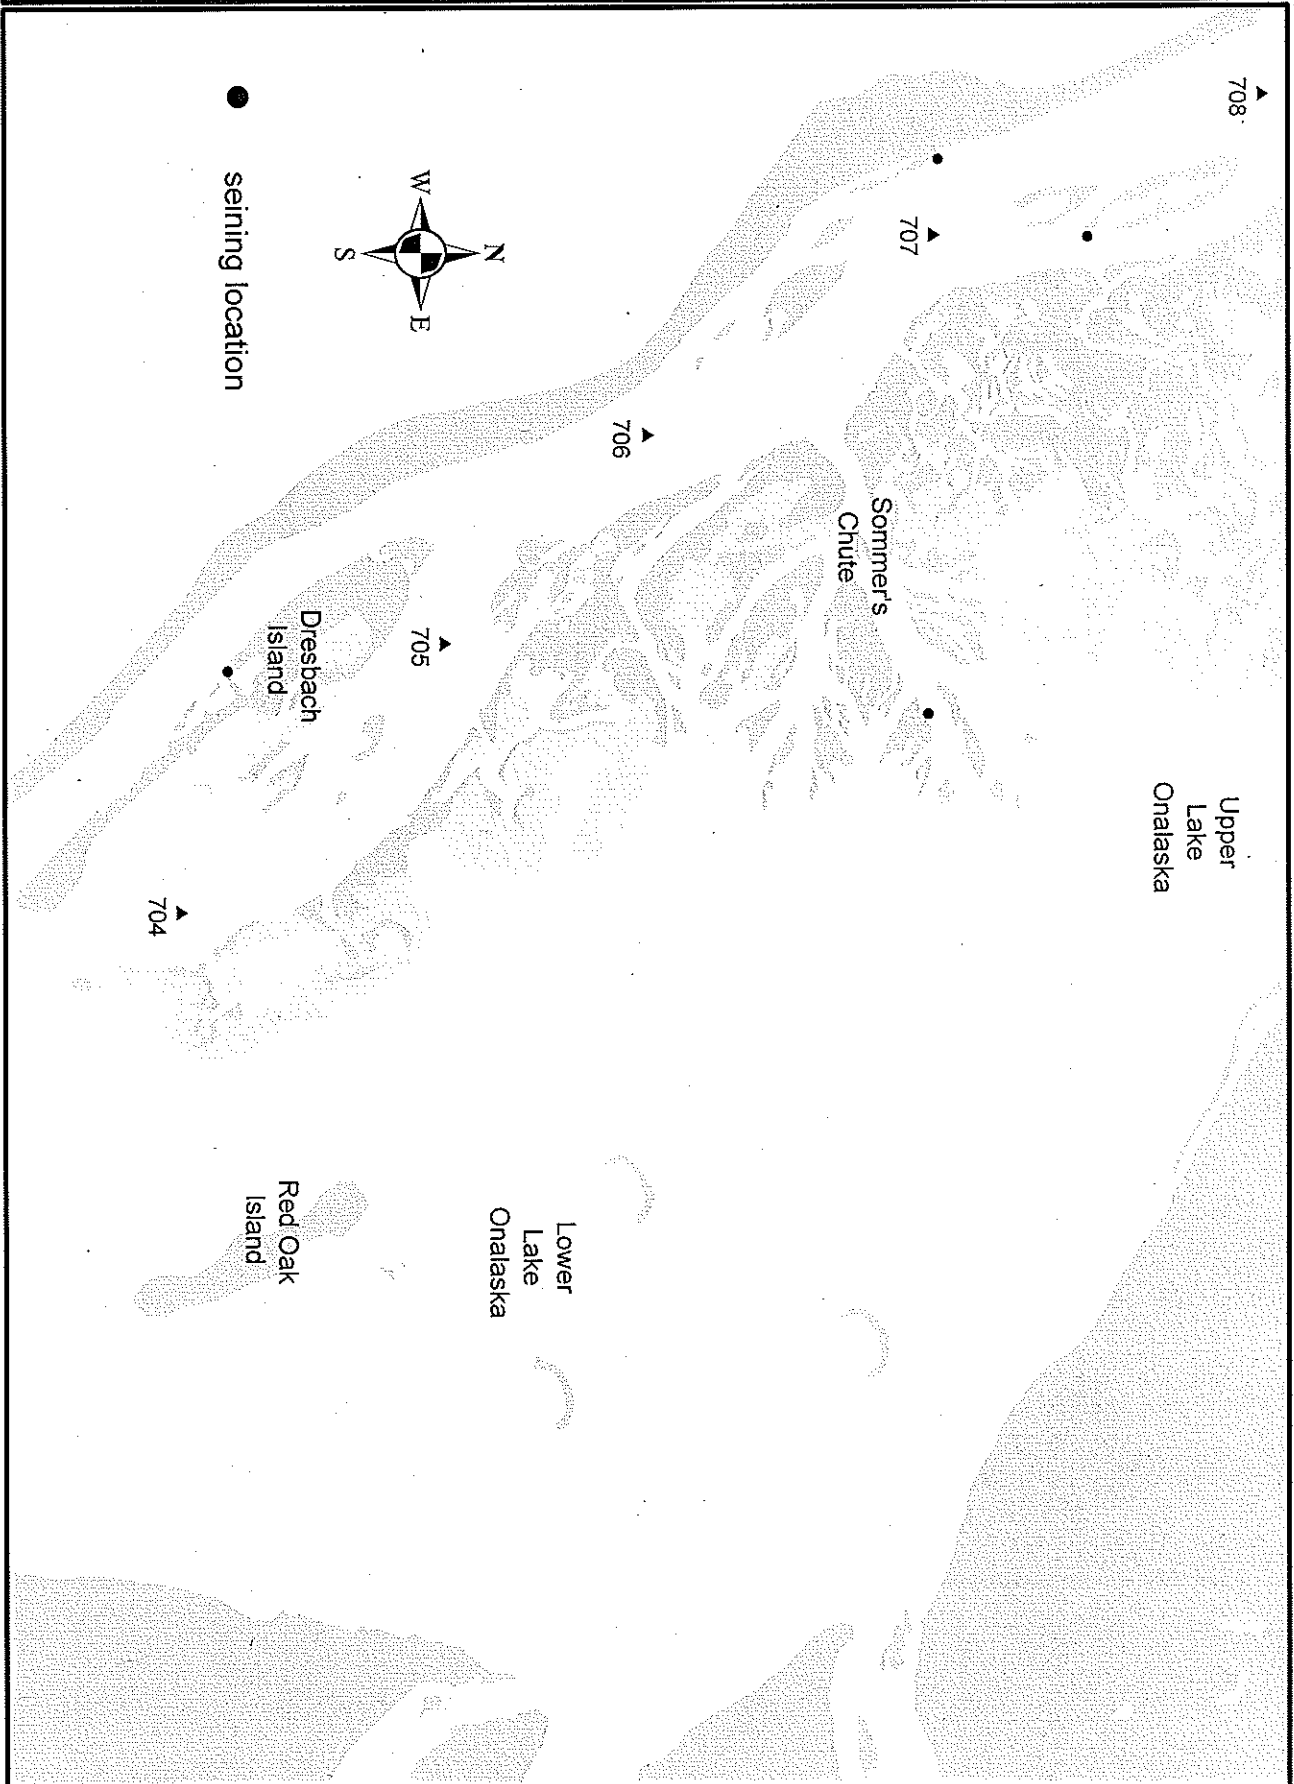 708
707
706
705
704
Sommer's
Chute
Upper
Lake
Onalaska
Dresbach
Island
Lower
Lake
Onalaska
Red Oak
Island
N
W
E
S
seining location